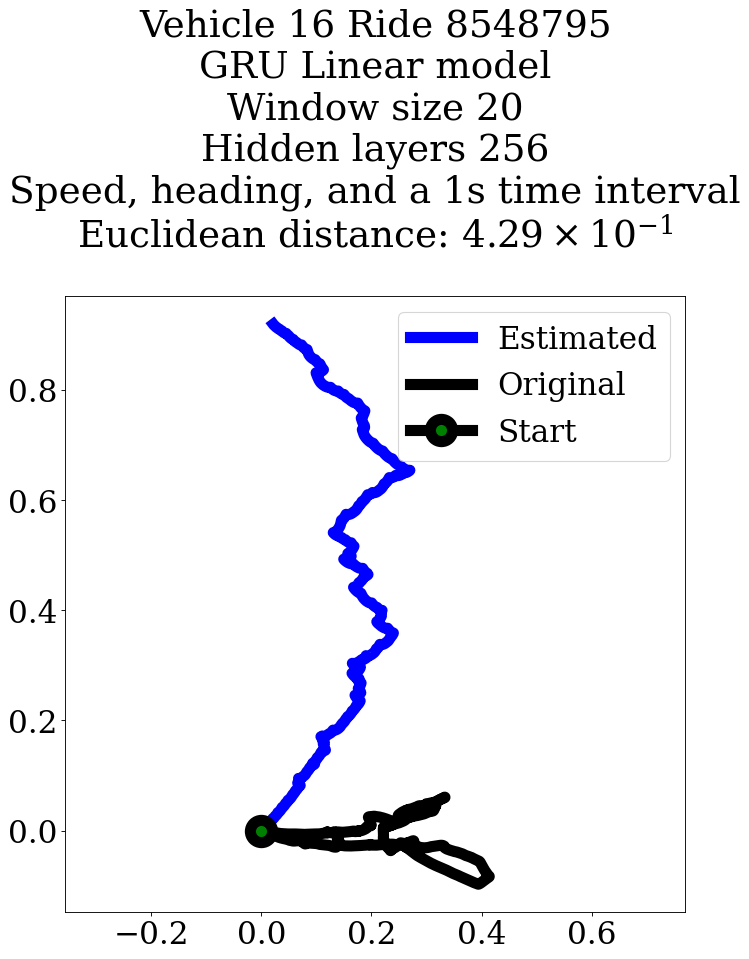 Vehicle 16 Ride 8548795
GRU Linear model
Window size 20
Hidden layers 256
Speed, heading, and a 1s time interval
Euclidean distance: 4.29 × 10⁻¹
Estimated
Original
Start
0.8
0.6
0.4
0.2
0.0
−0.2 0.0 0.2 0.4 0.6